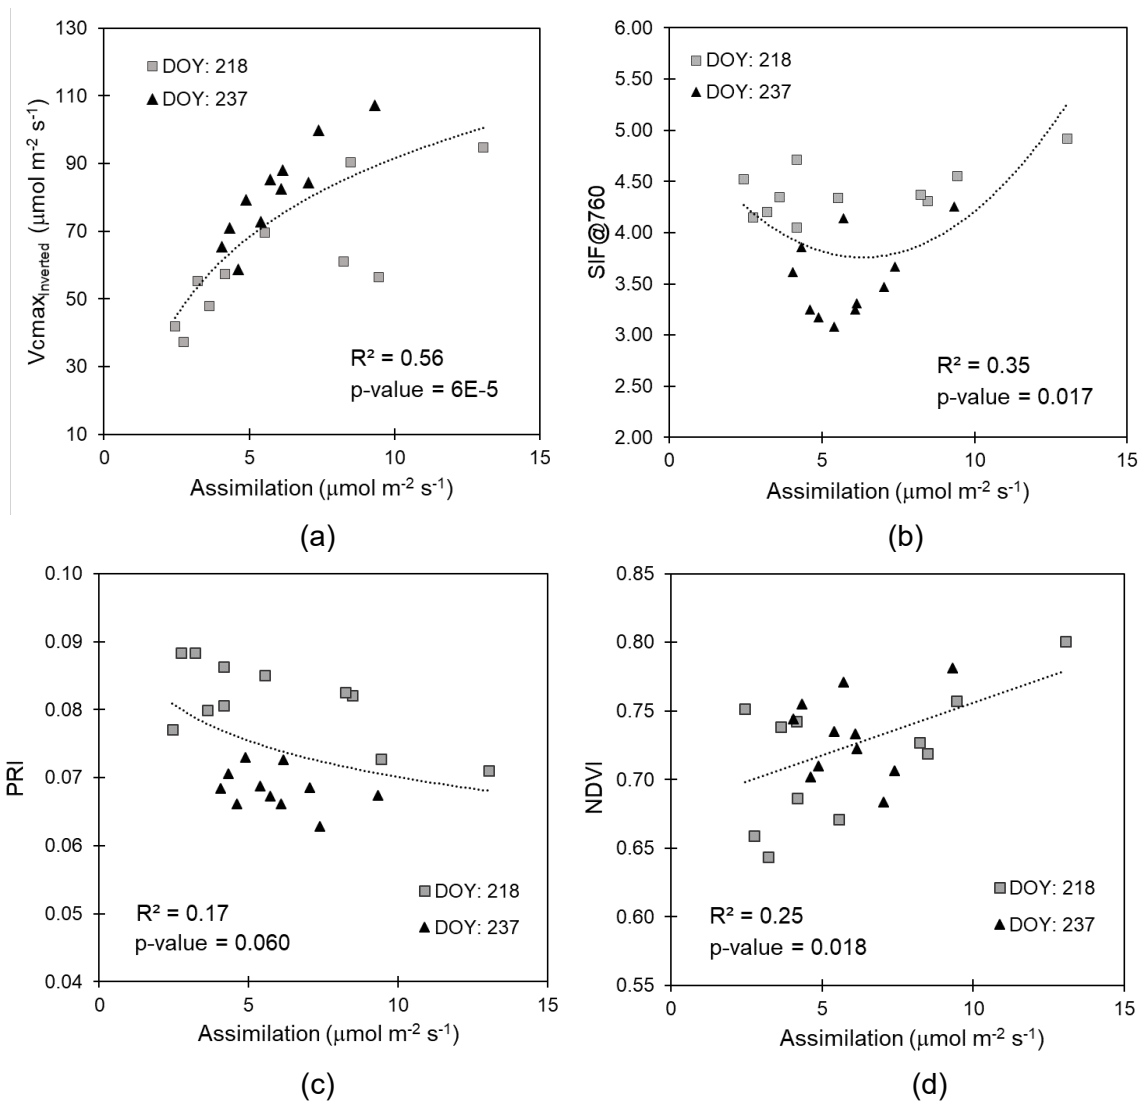 130
110
90
70
50
30
10
Vcmax_Inverted (μmol m⁻² s⁻¹)
DOY: 218
DOY: 237
R² = 0.56
p-value = 6E-5
0 5 10 15
Assimilation (μmol m⁻² s⁻¹)
(a)
6.00
5.50
5.00
4.50
4.00
3.50
3.00
2.50
2.00
SIF@760
DOY: 218
DOY: 237
R² = 0.35
p-value = 0.017
0 5 10 15
Assimilation (μmol m⁻² s⁻¹)
(b)
0.10
0.09
0.08
0.07
0.06
0.05
0.04
PRI
DOY: 218
DOY: 237
R² = 0.17
p-value = 0.060
0 5 10 15
Assimilation (μmol m⁻² s⁻¹)
(c)
0.85
0.80
0.75
0.70
0.65
0.60
0.55
NDVI
DOY: 218
DOY: 237
R² = 0.25
p-value = 0.018
0 5 10 15
Assimilation (μmol m⁻² s⁻¹)
(d)